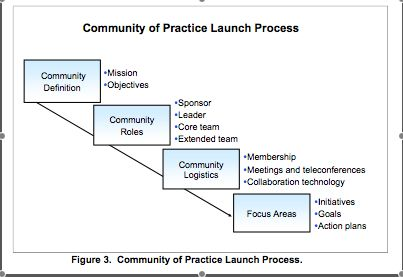 Community of Practice Launch Process
Community
Definition
•Mission
•Objectives
Community
Roles
•Sponsor
•Leader
•Core team
•Extended team
Community
Logistics
•Membership
•Meetings and teleconferences
•Collaboration technology
Focus Areas
•Initiatives
•Goals
•Action plans
Figure 3.  Community of Practice Launch Process.